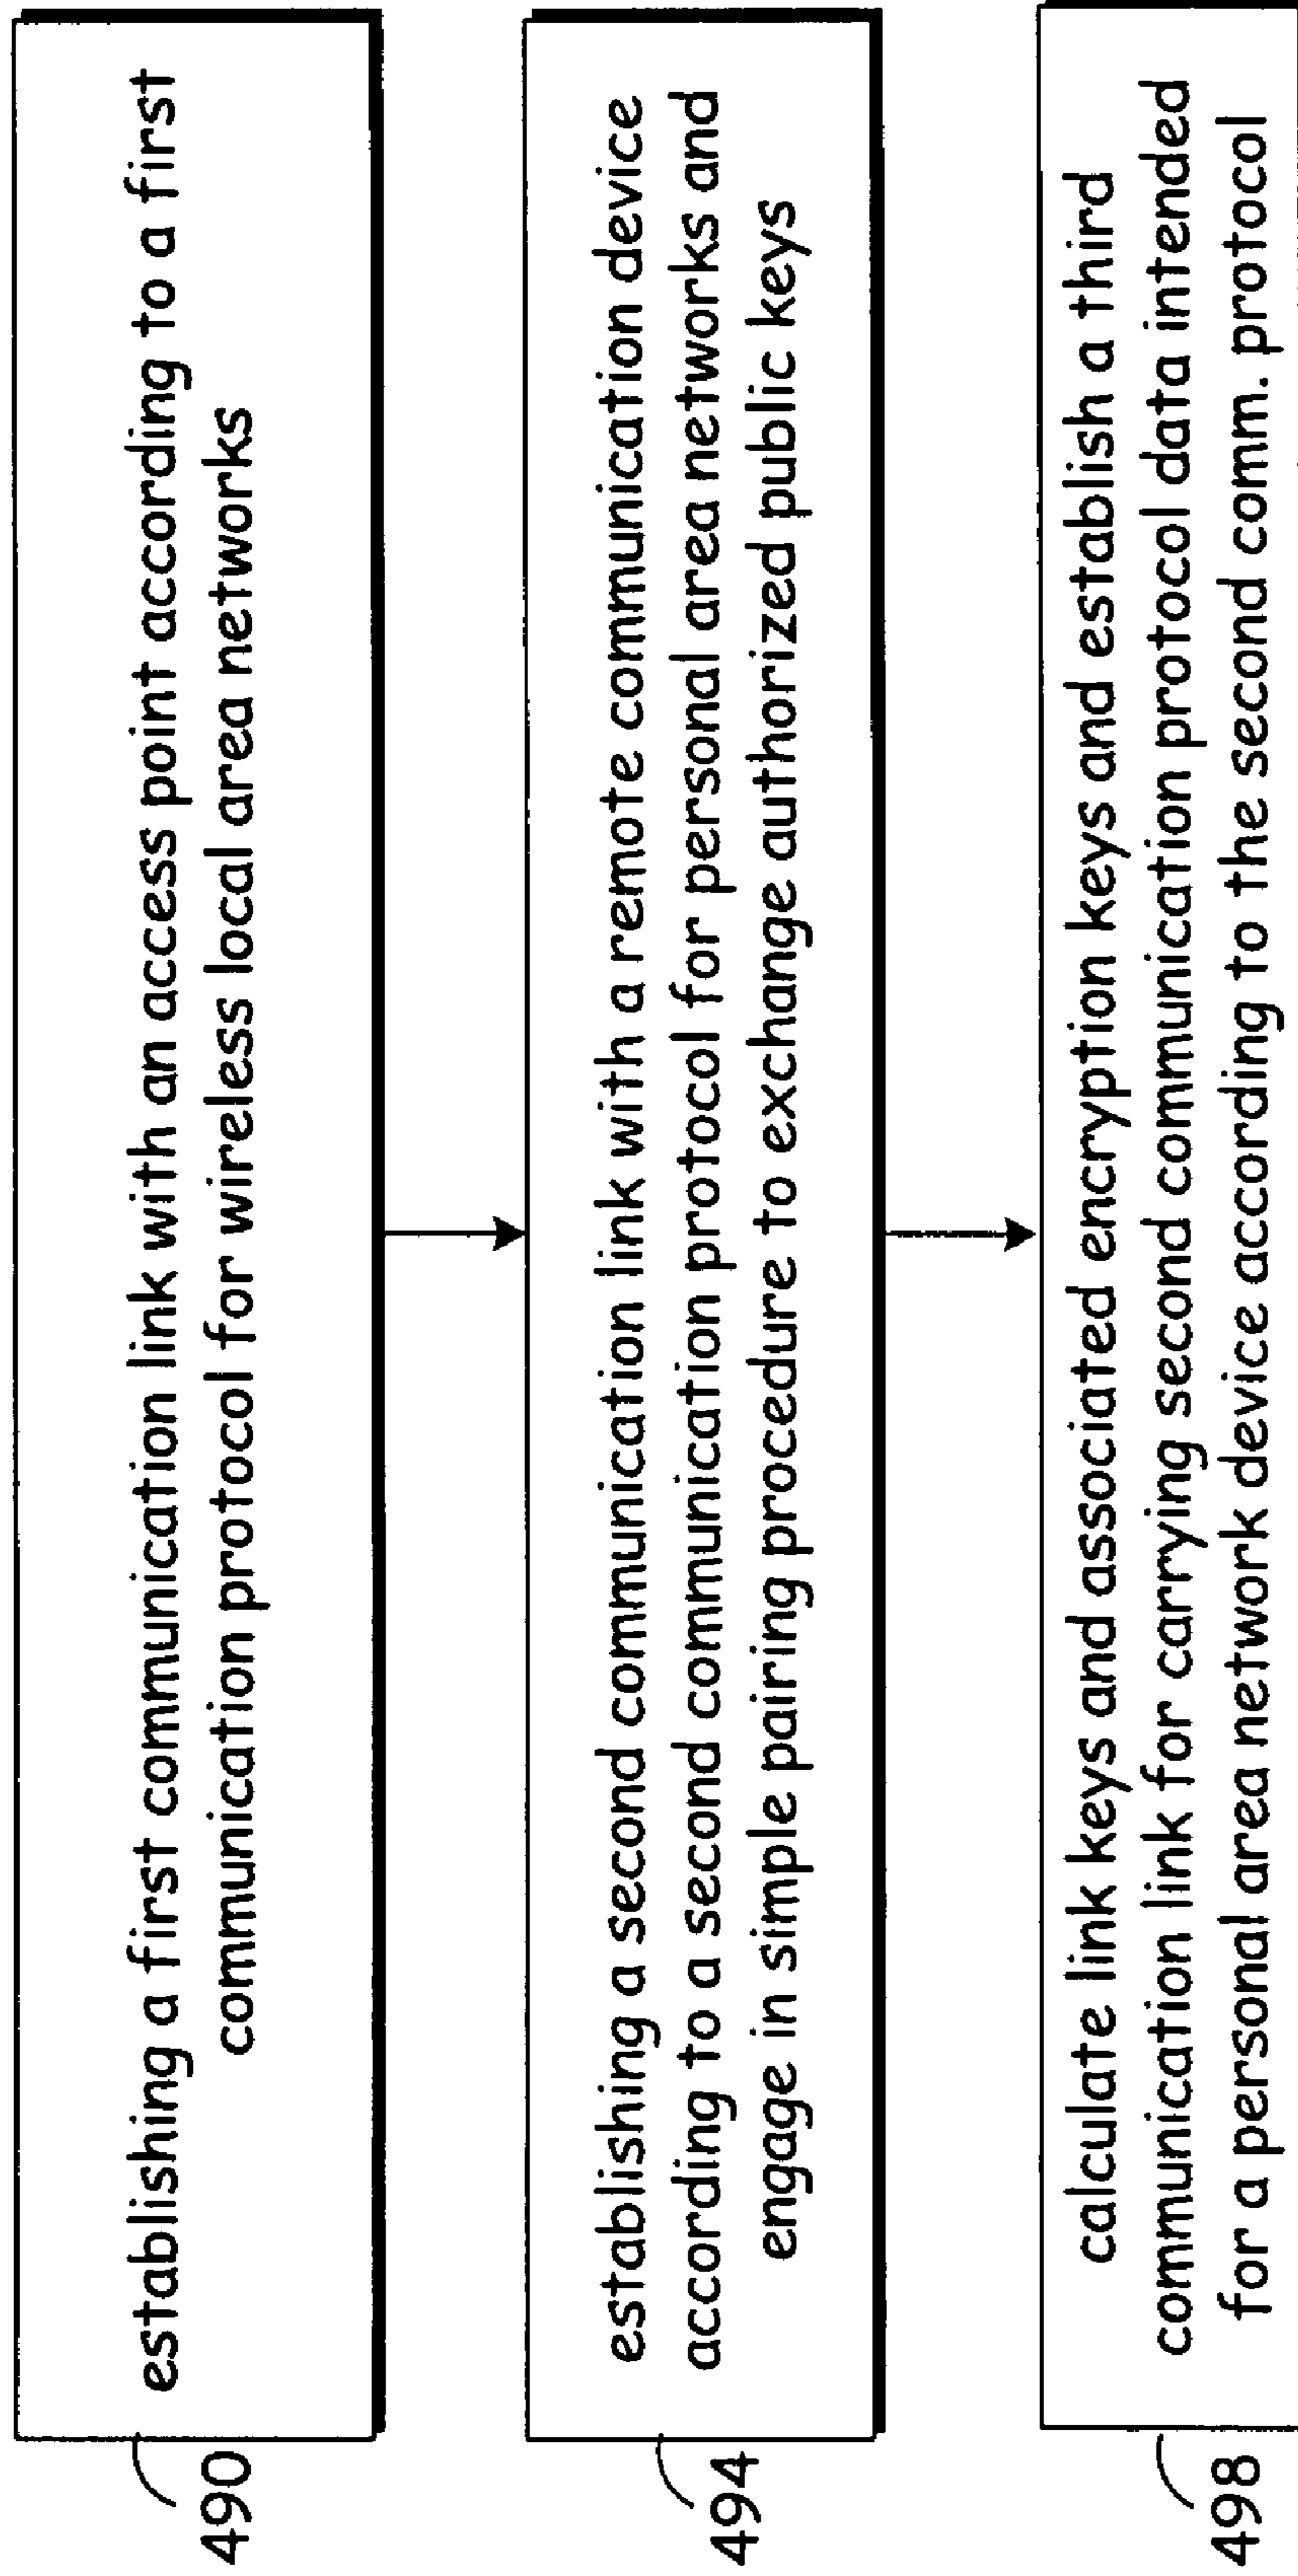 establishing a first communication link with an access point according to a first
communication protocol for wireless local area networks
490
establishing a second communication link with a remote communication device
according to a second communication protocol for personal area networks and
engage in simple pairing procedure to exchange authorized public keys
494
calculate link keys and associated encryption keys and establish a third
communication link for carrying second communication protocol data intended
for a personal area network device according to the second comm. protocol
498